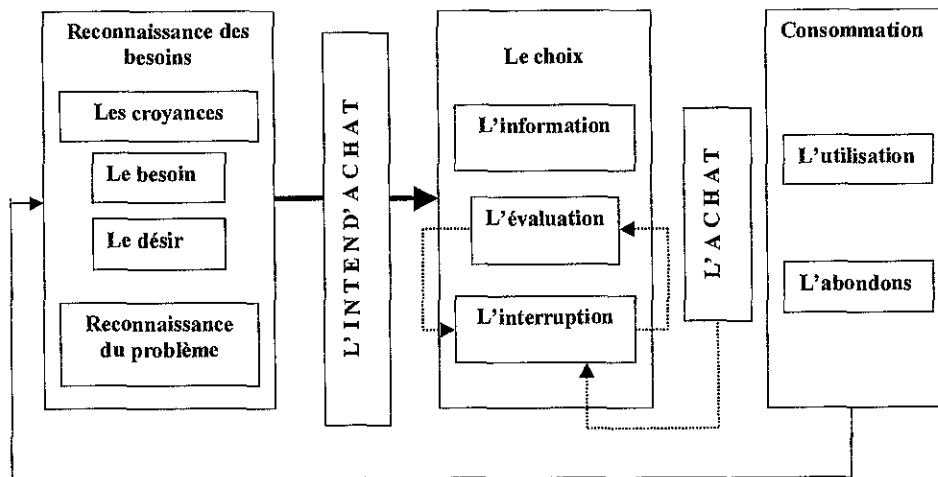 Reconnaissance des
besoins
Les croyances
Le besoin
Le désir
Reconnaissance
du problème
L'INTEND'ACHAT
Le choix
L'information
L'évaluation
L'interruption
L'ACHAT
Consommation
L'utilisation
L'abondons